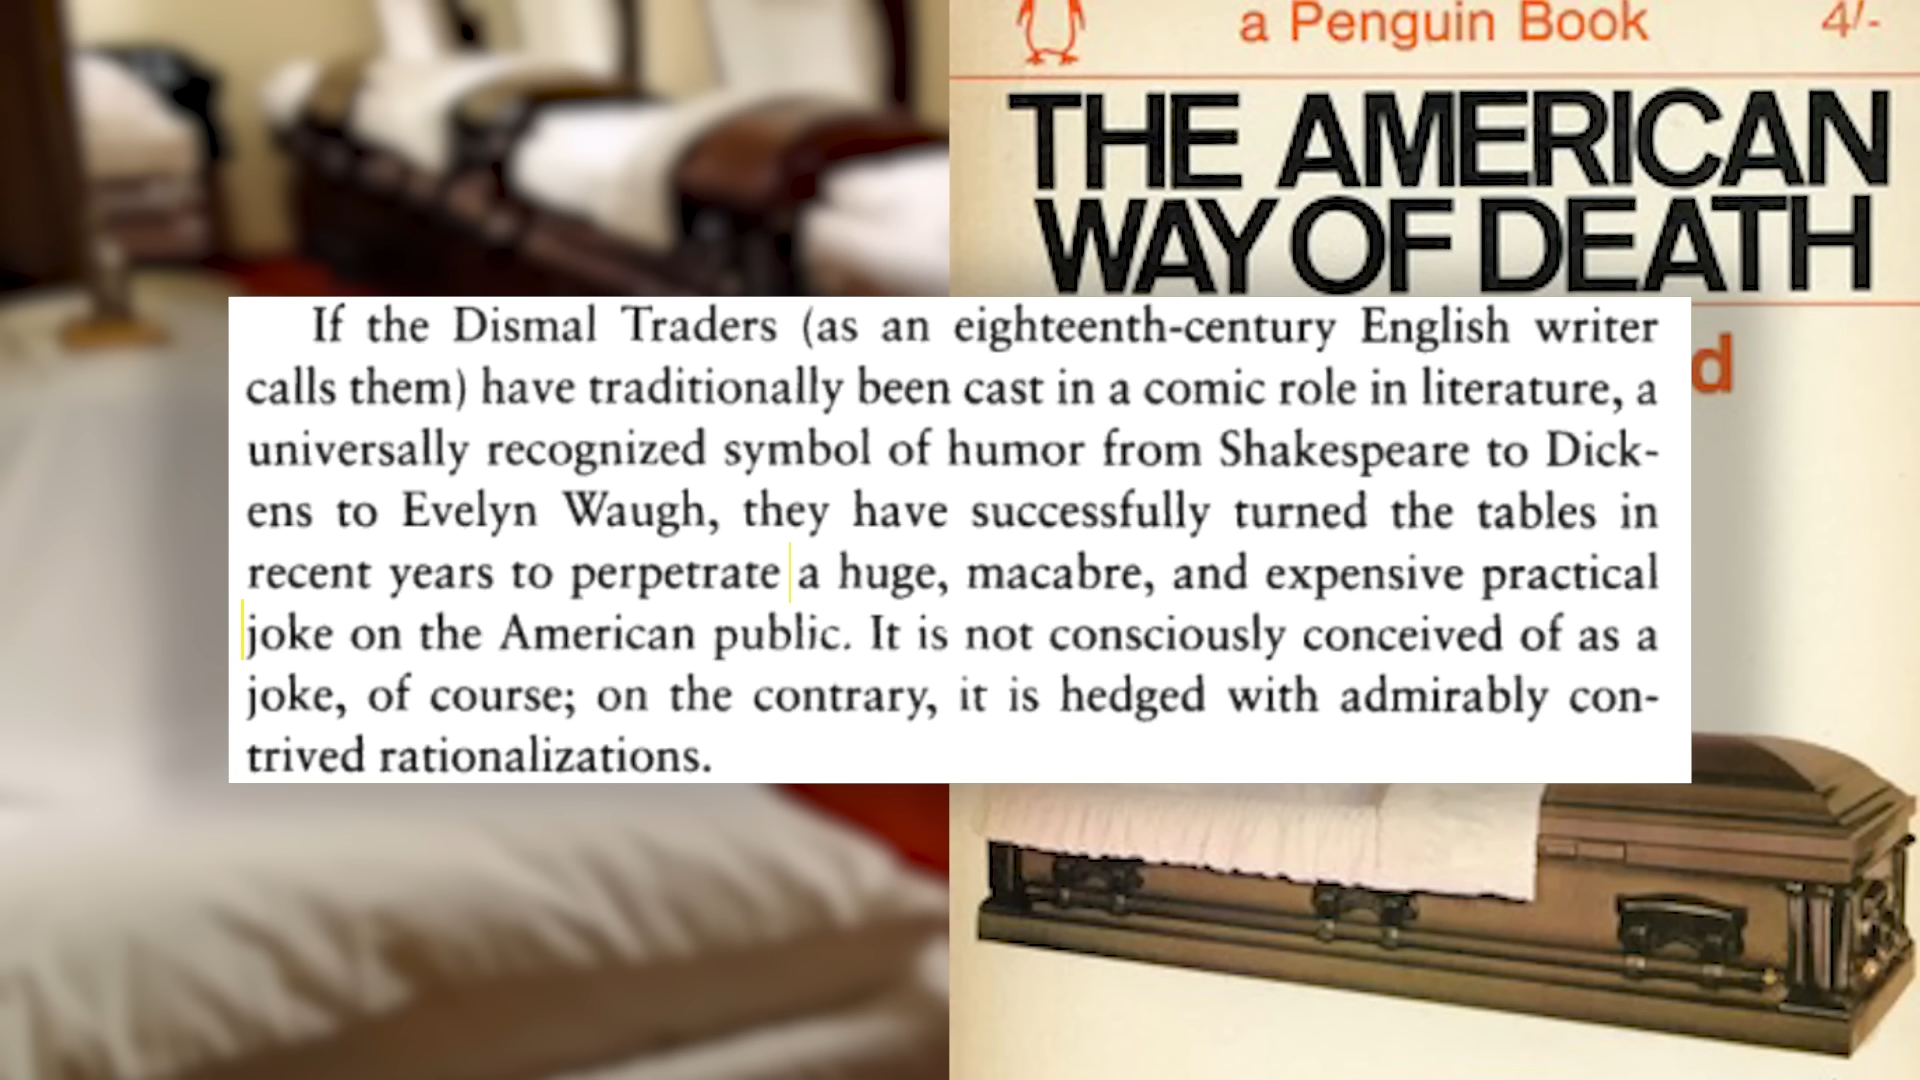 a Penguin Book 4/-
THE AMERICAN
WAY OF DEATH
d
If the Dismal Traders (as an eighteenth-century English writer
calls them) have traditionally been cast in a comic role in literature, a
universally recognized symbol of humor from Shakespeare to Dick-
ens to Evelyn Waugh, they have successfully turned the tables in
recent years to perpetrate a huge, macabre, and expensive practical
joke on the American public. It is not consciously conceived of as a
joke, of course; on the contrary, it is hedged with admirably con-
trived rationalizations.